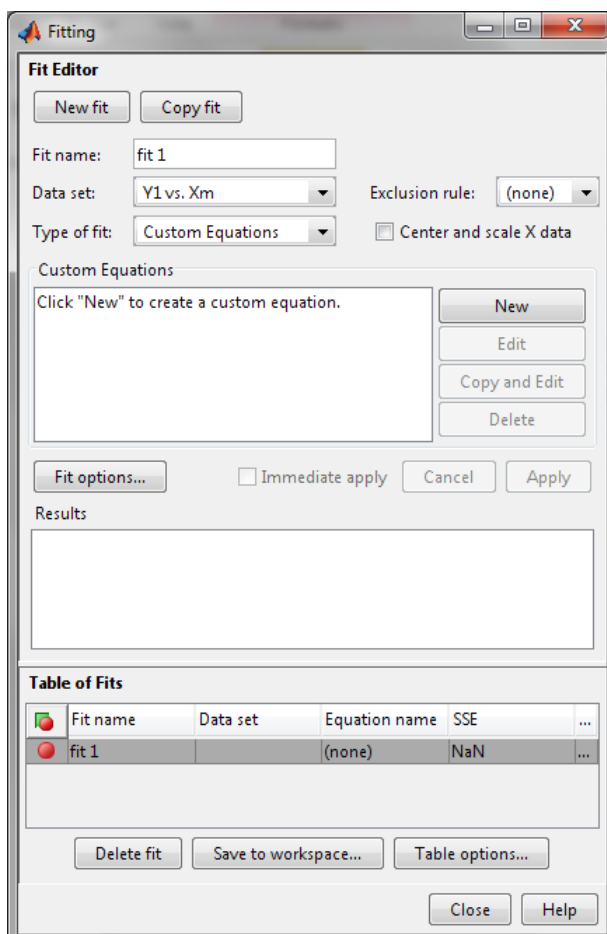 Fitting
Fit Editor
New fit Copy fit
Fit name: fit 1
Data set: Y1 vs. Xm Exclusion rule: (none)
Type of fit: Custom Equations Center and scale X data
Custom Equations
Click "New" to create a custom equation.
New
Edit
Copy and Edit
Delete
Fit options... Immediate apply Cancel Apply
Results
Table of Fits
Fit name Data set Equation name SSE ...
fit 1 (none) NaN ...
Delete fit Save to workspace... Table options...
Close Help